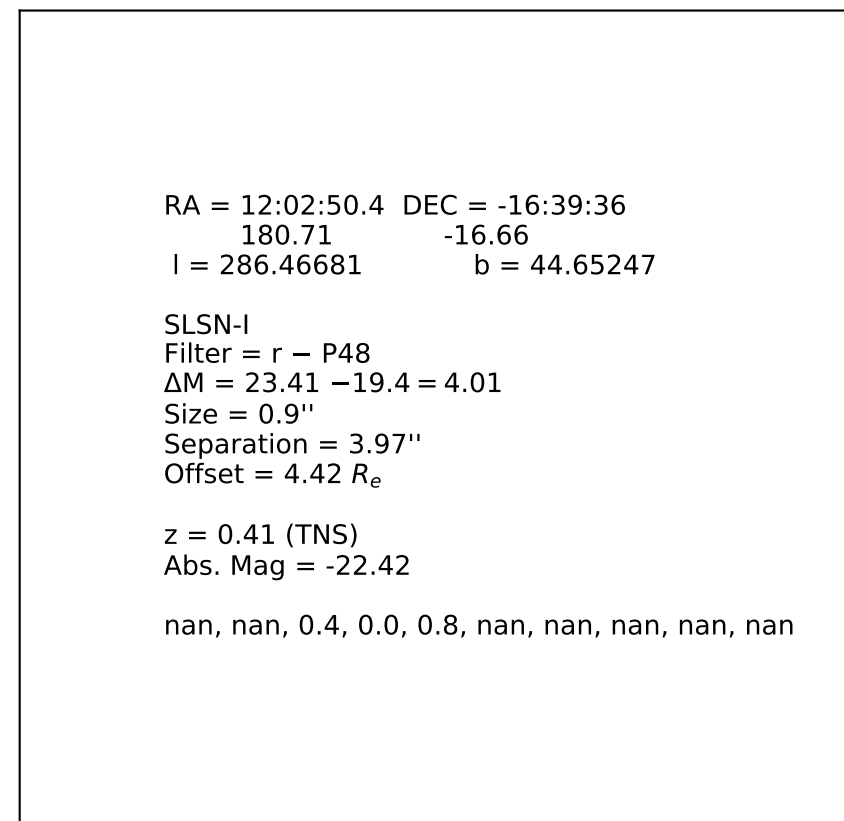 RA = 12:02:50.4 DEC = -16:39:36
180.71 -16.66
l = 286.46681 b = 44.65247
SLSN-I
Filter = r − P48
ΔM = 23.41 −19.4 = 4.01
Size = 0.9''
Separation = 3.97''
Offset = 4.42 Re
z = 0.41 (TNS)
Abs. Mag = -22.42
nan, nan, 0.4, 0.0, 0.8, nan, nan, nan, nan, nan